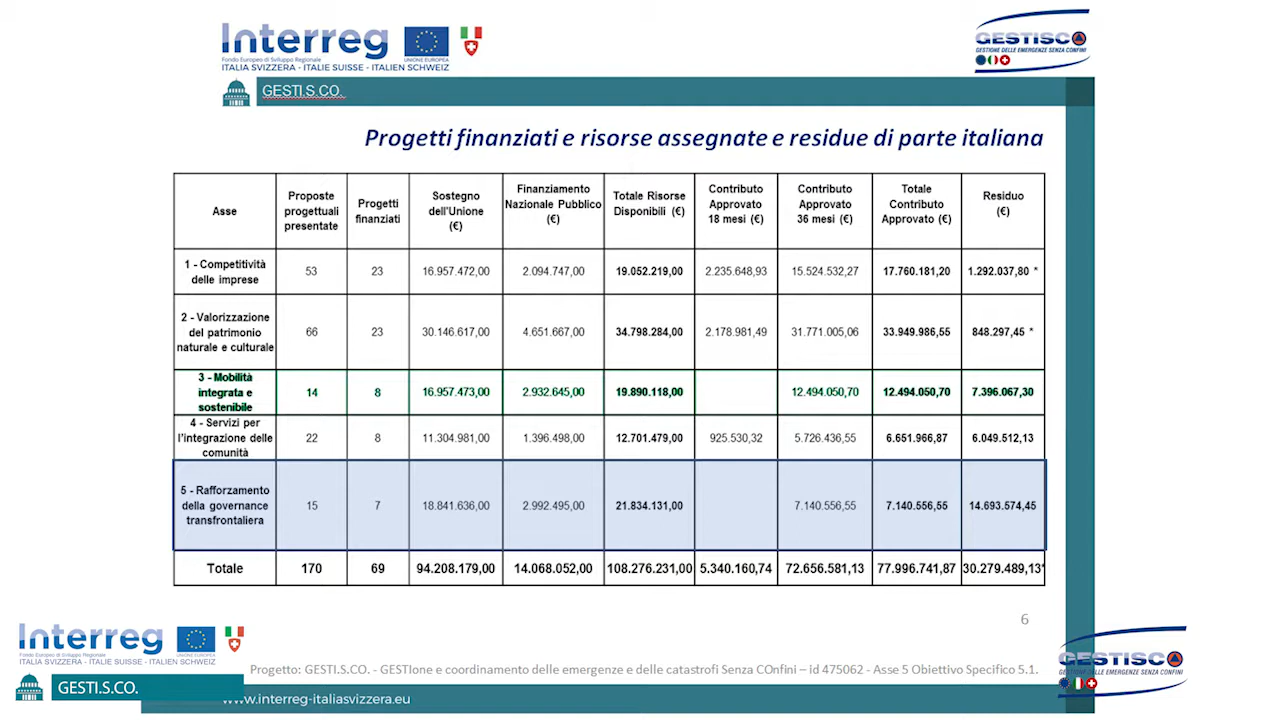 Interreg
UNIONE EUROPEA
Fondo Europeo di Sviluppo Regionale
ITALIA SVIZZERA - ITALIE SUISSE - ITALIEN SCHWEIZ
GESTISCO
GESTIONE DELLE EMERGENZE SENZA CONFINI
GESTI.S.CO.
Progetti finanziati e risorse assegnate e residue di parte italiana
Asse
Proposte
progettuali
presentate
Progetti
finanziati
Sostegno
dell'Unione
(€)
Finanziamento
Nazionale Pubblico
(€)
Totale Risorse
Disponibili (€)
Contributo
Approvato
18 mesi (€)
Contributo
Approvato
36 mesi (€)
Totale
Contributo
Approvato (€)
Residuo
(€)
1 - Competitività
delle imprese
53 23 16.957.472,00 2.094.747,00 19.052.219,00 2.235.648,93 15.524.532,27 17.760.181,20 1.292.037,80 *
2 - Valorizzazione
del patrimonio
naturale e culturale
66 23 30.146.617,00 4.651.667,00 34.798.284,00 2.178.981,49 31.771.005,06 33.949.986,55 848.297,45 *
3 - Mobilità
integrata e
sostenibile
14 8 16.957.473,00 2.932.645,00 19.890.118,00 12.494.050,70 12.494.050,70 7.396.067,30
4 - Servizi per
l'integrazione delle
comunità
22 8 11.304.981,00 1.396.498,00 12.701.479,00 925.530,32 5.726.436,55 6.651.966,87 6.049.512,13
5 - Rafforzamento
della governance
transfrontaliera
15 7 18.841.636,00 2.992.495,00 21.834.131,00 7.140.556,55 7.140.556,55 14.693.574,45
Totale 170 69 94.208.179,00 14.068.052,00 108.276.231,00 5.340.160,74 72.656.581,13 77.996.741,87 30.279.489,13*
6
Interreg
UNIONE EUROPEA
Fondo Europeo di Sviluppo Regionale
ITALIA SVIZZERA - ITALIE SUISSE - ITALIEN SCHWEIZ
GESTI.S.CO.
Progetto: GESTI.S.CO. - GESTIone e coordinamento delle emergenze e delle catastrofi Senza COnfini – id 475062 - Asse 5 Obiettivo Specifico 5.1.
GESTISCO
GESTIONE DELLE EMERGENZE SENZA CONFINI
www.interreg-italiasvizzera.eu